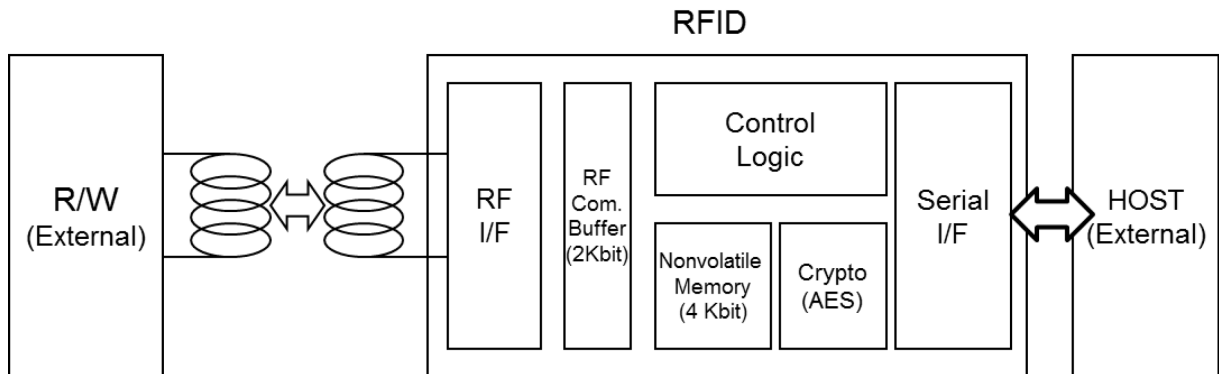 RFID
R/W
(External)
RF
I/F
RF
Com.
Buffer
(2Kbit)
Control
Logic
Nonvolatile
Memory
(4 Kbit)
Crypto
(AES)
Serial
I/F
HOST
(External)